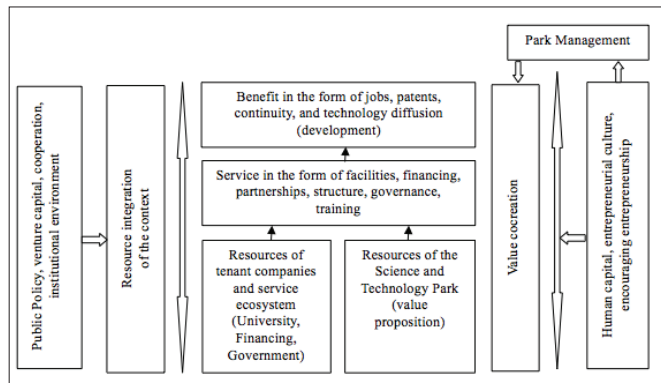 Park Management
Public Policy, venture capital, cooperation,
institutional environment
Resource integration
of the context
Benefit in the form of jobs, patents,
continuity, and technology diffusion
(development)
Service in the form of facilities, financing,
partnerships, structure, governance,
training
Resources of
tenant companies
and service
ecosystem
(University,
Financing,
Government)
Resources of the
Science and
Technology Park
(value
proposition)
Value cocreation
Human capital, entrepreneurial culture,
encouraging entrepreneurship